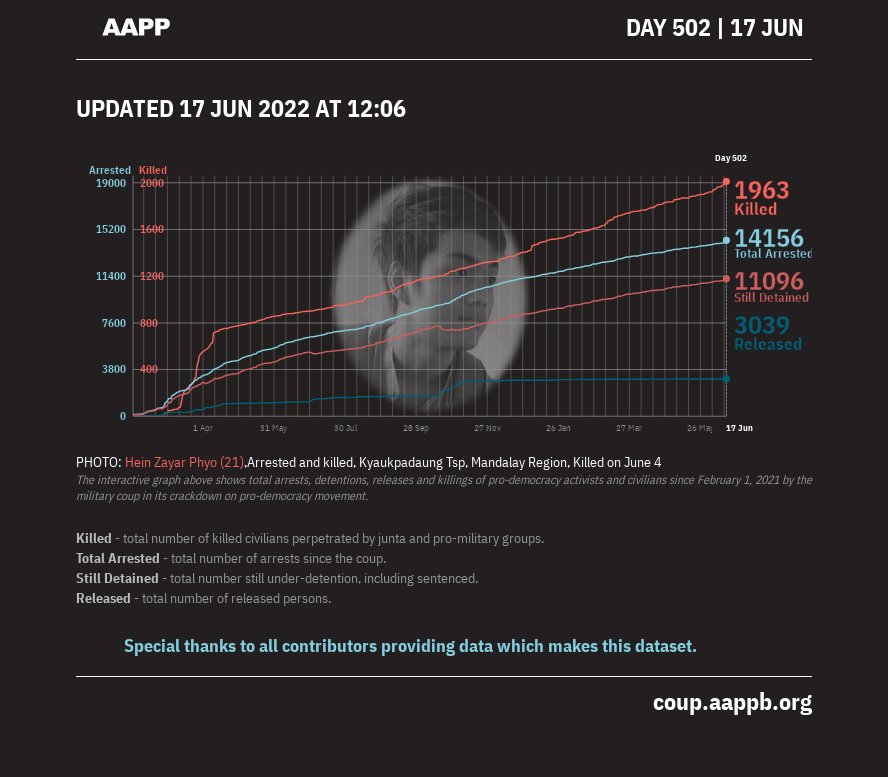 AAPP
DAY 502 | 17 JUN
UPDATED 17 JUN 2022 AT 12:06
Day 502
Arrested Killed
19000 2000
15200 1600
11400 1200
7600 800
3800 400
0
1963
Killed
14156
Total Arrested
11096
Still Detained
3039
Released
1 Apr 31 May 30 Jul 28 Sep 27 Nov 26 Jan 27 Mar 26 May 17 Jun
PHOTO: Hein Zayar Phyo (21),Arrested and killed, Kyaukpadaung Tsp, Mandalay Region, Killed on June 4
The interactive graph above shows total arrests, detentions, releases and killings of pro-democracy activists and civilians since February 1, 2021 by the
military coup in its crackdown on pro-democracy movement.
Killed - total number of killed civilians perpetrated by junta and pro-military groups.
Total Arrested - total number of arrests since the coup.
Still Detained - total number still under-detention, including sentenced.
Released - total number of released persons.
Special thanks to all contributors providing data which makes this dataset.
coup.aappb.org